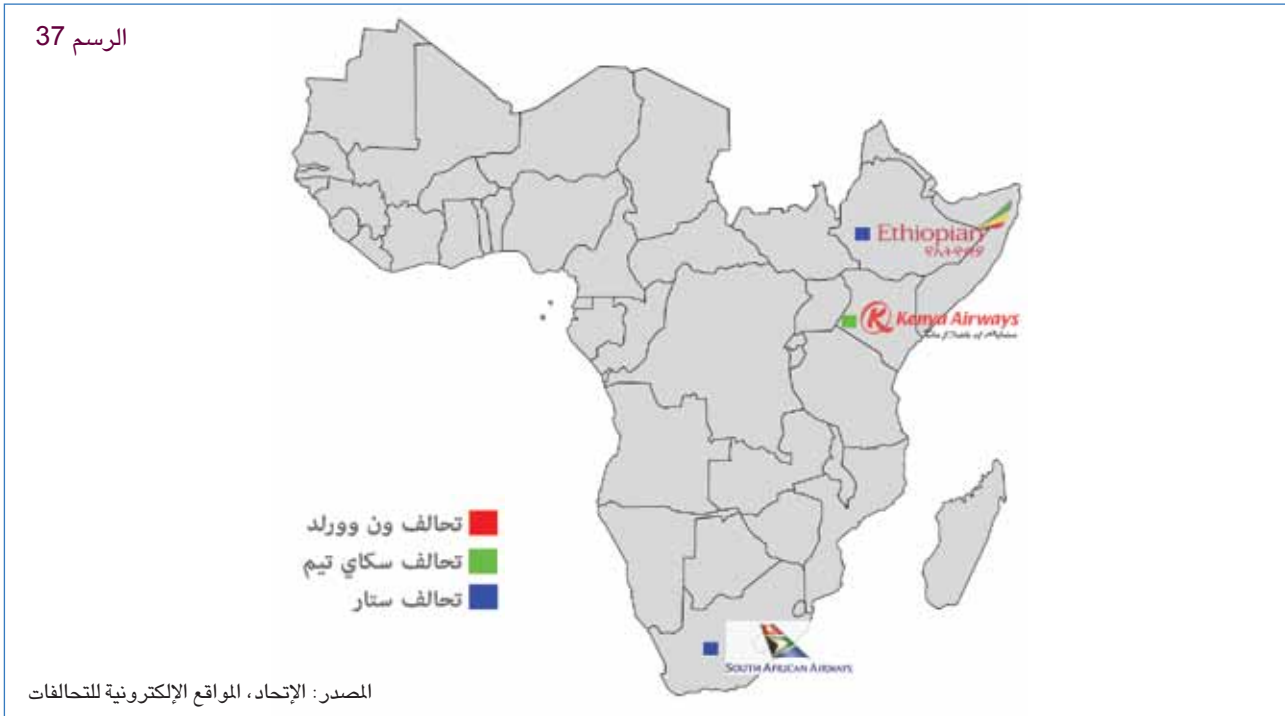 الرسم 37
Ethiopian
የኢትዮጵያ
Kenya Airways
تحالف ون وورلد
تحالف سكاي تيم
تحالف ستار
SOUTH AFRICAN AIRWAYS
المصدر: الإتحاد، المواقع الإلكترونية للتحالفات